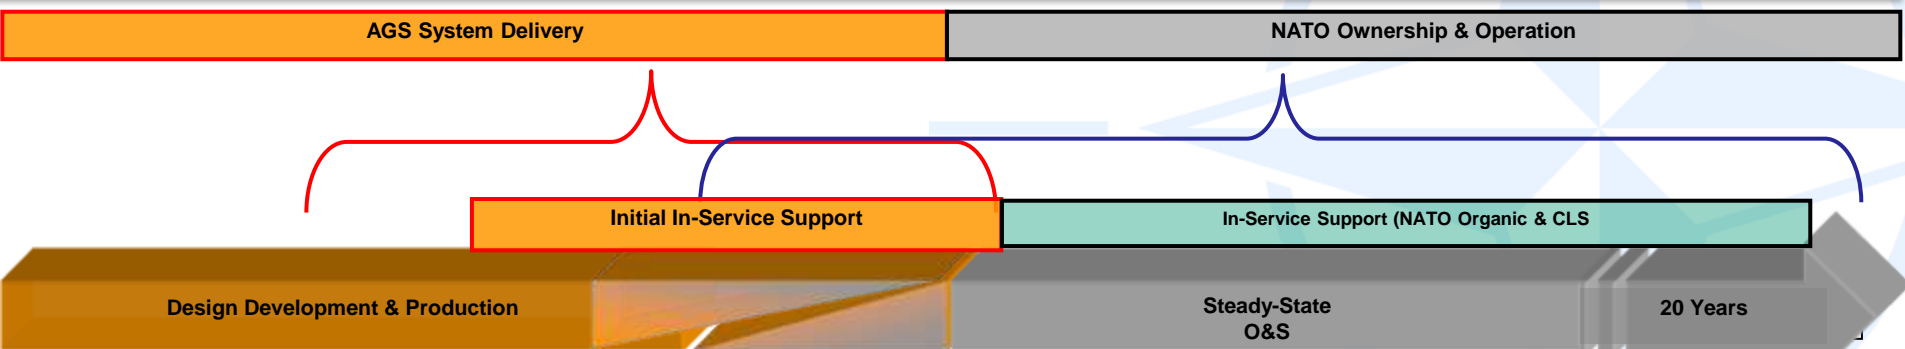 AGS System Delivery
NATO Ownership & Operation
Initial In-Service Support
In-Service Support (NATO Organic & CLS
Design Development & Production
Steady-State
O&S
20 Years